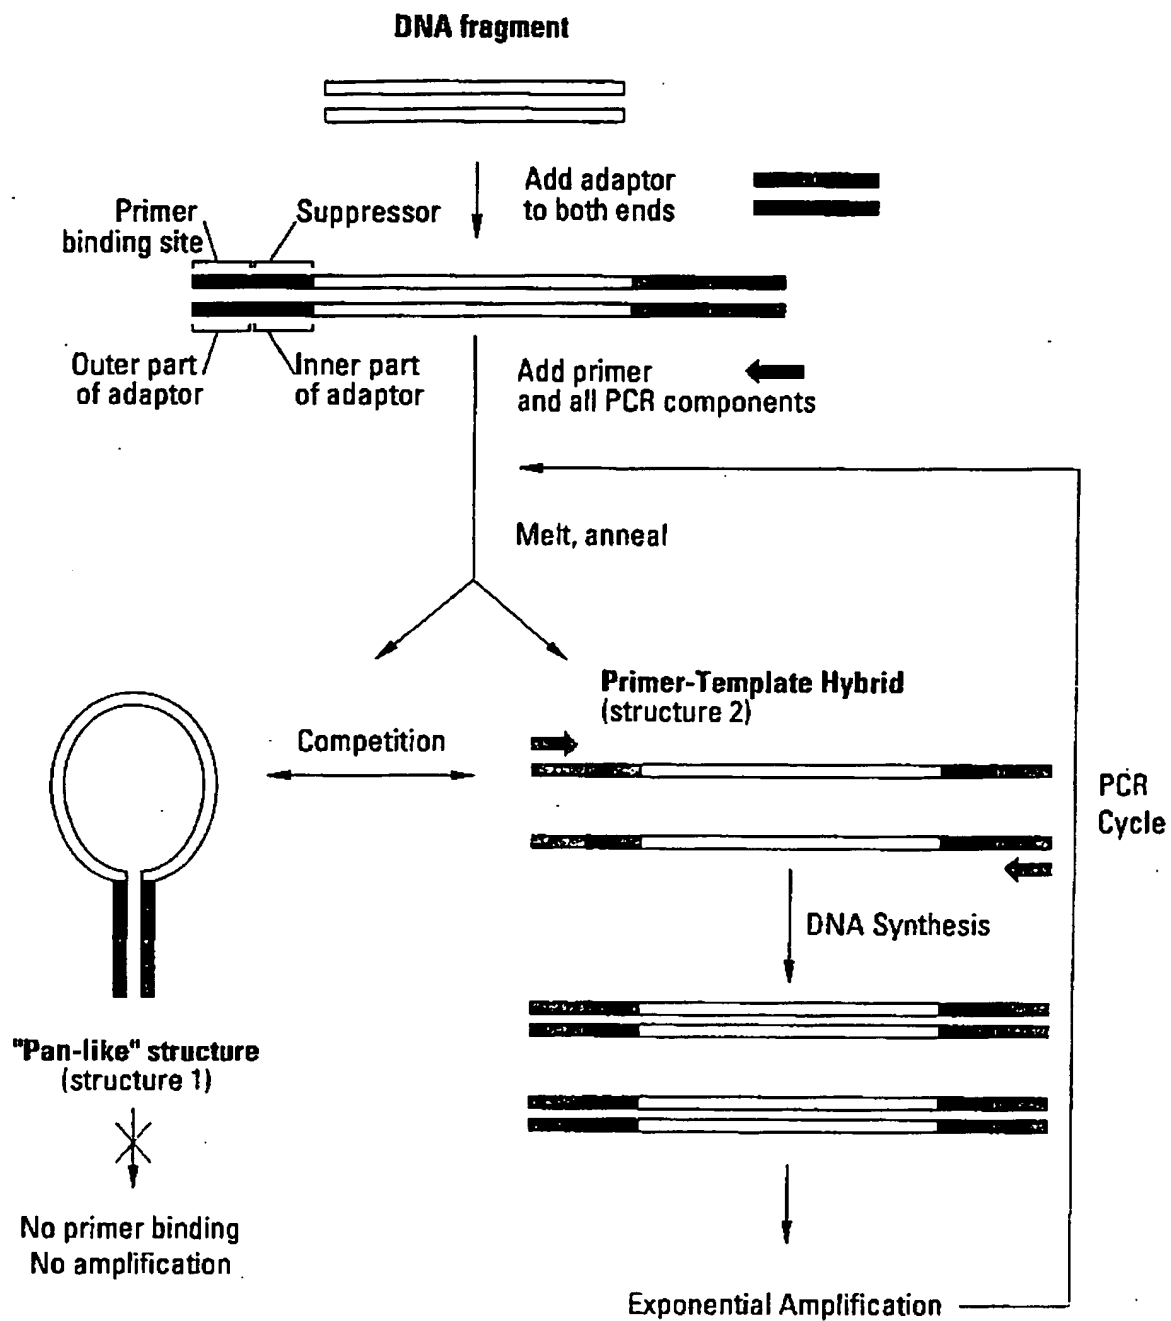 DNA fragment
Add adaptor
to both ends
Primer
binding site
Suppressor
Outer part
of adaptor
Inner part
of adaptor
Add primer
and all PCR components
Melt, anneal
Primer-Template Hybrid
(structure 2)
Competition
PCR
Cycle
DNA Synthesis
"Pan-like" structure
(structure 1)
No primer binding
No amplification
Exponential Amplification